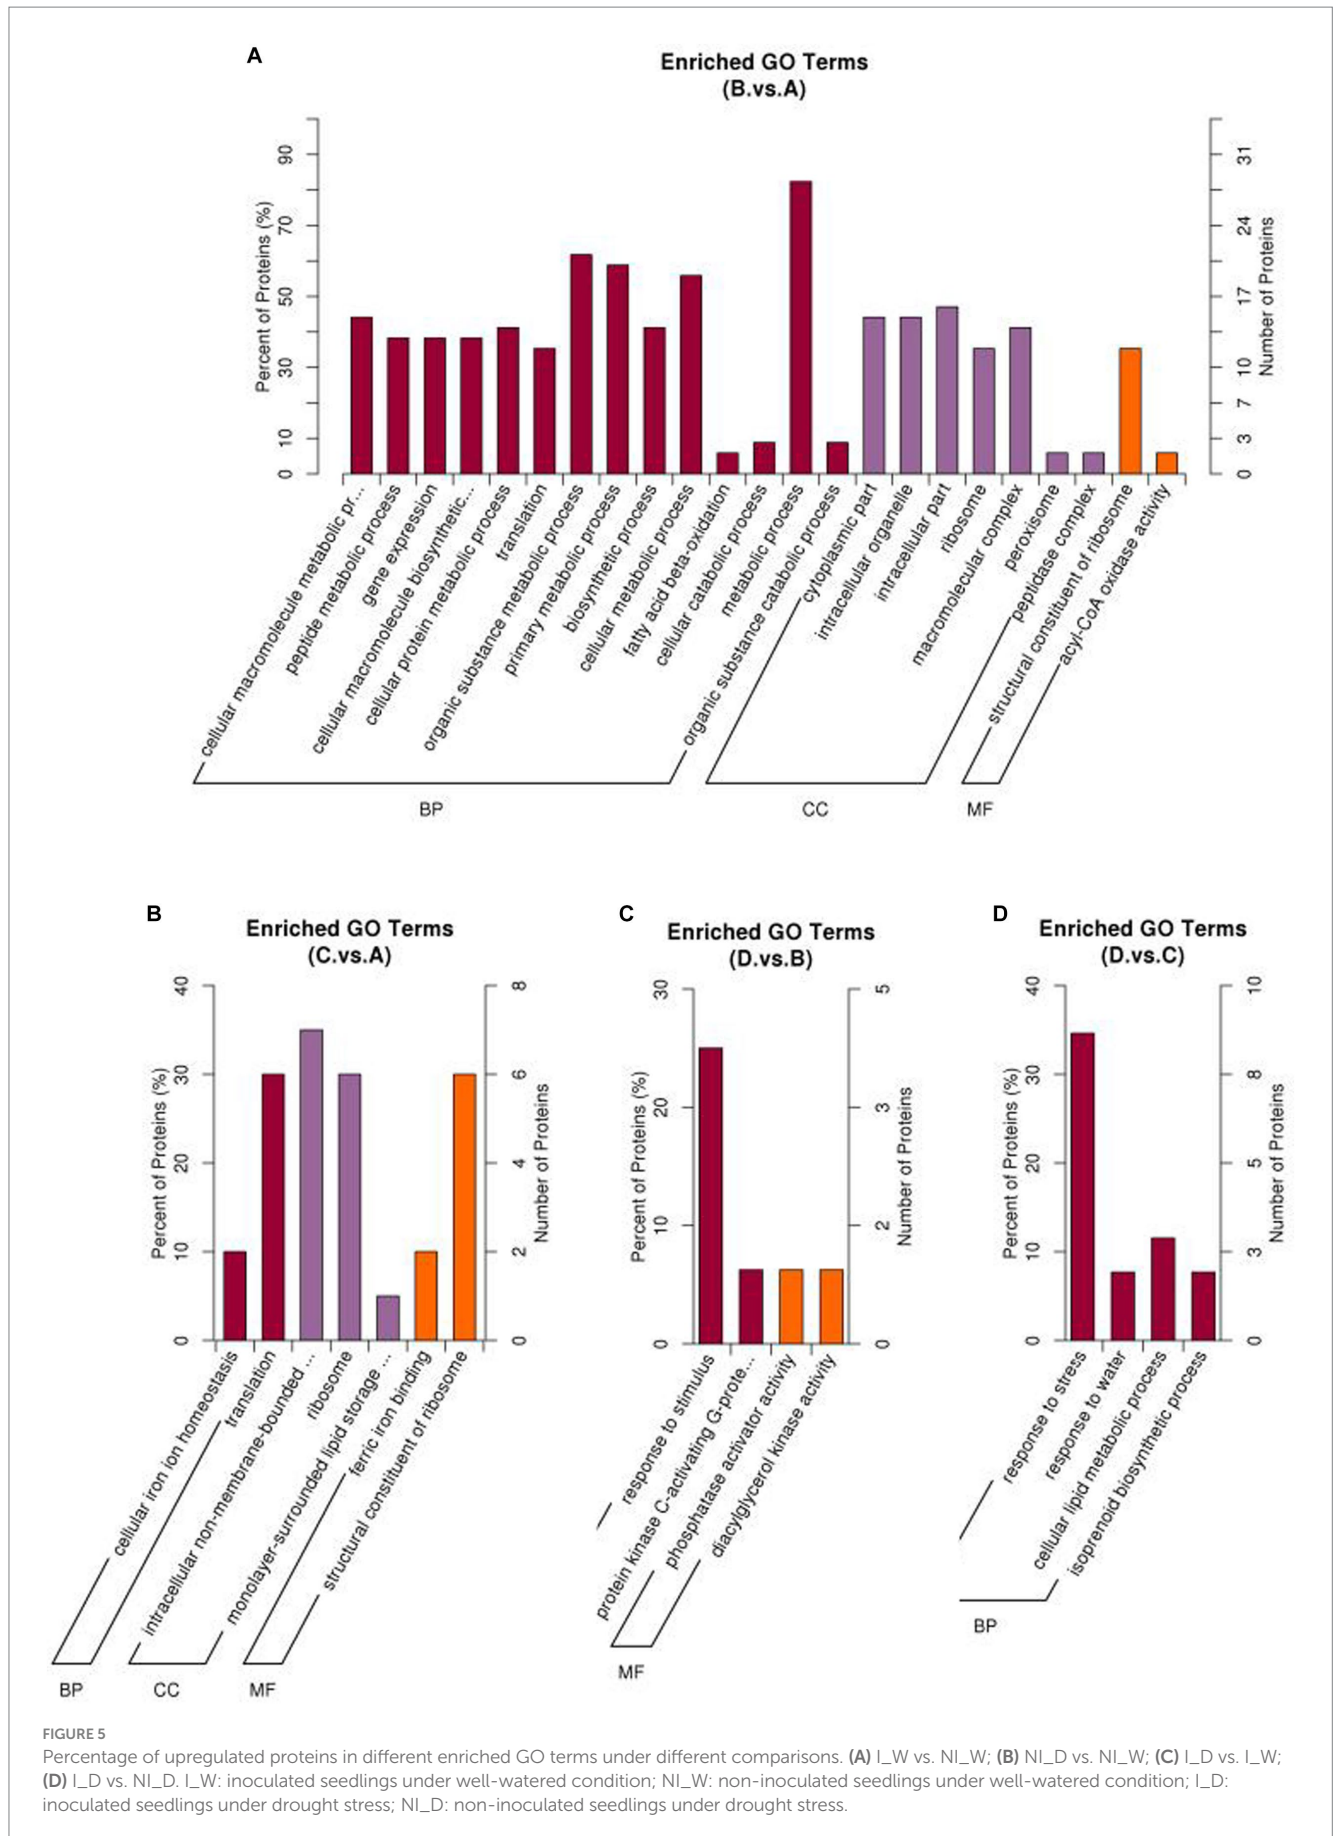 A
Enriched GO Terms
(B.vs.A)
Percent of Proteins (%)
0
10
30
50
70
90
Number of Proteins
0
3
7
10
17
24
31
cellular macromolecule metabolic pr...
peptide metabolic process
gene expression
cellular macromolecule biosynthetic...
cellular protein metabolic process
translation
organic substance metabolic process
primary metabolic process
biosynthetic process
cellular metabolic process
fatty acid beta-oxidation
cellular catabolic process
metabolic process
organic substance catabolic process
cytoplasmic part
intracellular organelle
intracellular part
ribosome
macromolecular complex
peroxisome
peptidase complex
structural constituent of ribosome
acyl-CoA oxidase activity
BP
CC
MF
B
Enriched GO Terms
(C.vs.A)
Percent of Proteins (%)
0
10
20
30
40
Number of Proteins
0
2
4
6
8
cellular iron ion homeostasis
translation
intracellular non-membrane-bounded ...
ribosome
monolayer-surrounded lipid storage ...
ferric iron binding
structural constituent of ribosome
BP
CC
MF
C
Enriched GO Terms
(D.vs.B)
Percent of Proteins (%)
0
10
20
30
Number of Proteins
0
2
3
5
response to stimulus
protein kinase C-activating G-prote...
phosphatase activator activity
diacylglycerol kinase activity
MF
D
Enriched GO Terms
(D.vs.C)
Percent of Proteins (%)
0
10
20
30
40
Number of Proteins
0
3
5
8
10
response to stress
response to water
cellular lipid metabolic process
isoprenoid biosynthetic process
BP
FIGURE 5
Percentage of upregulated proteins in different enriched GO terms under different comparisons. (A) I_W vs. NI_W; (B) NI_D vs. NI_W; (C) I_D vs. I_W;
(D) I_D vs. NI_D. I_W: inoculated seedlings under well-watered condition; NI_W: non-inoculated seedlings under well-watered condition; I_D:
inoculated seedlings under drought stress; NI_D: non-inoculated seedlings under drought stress.